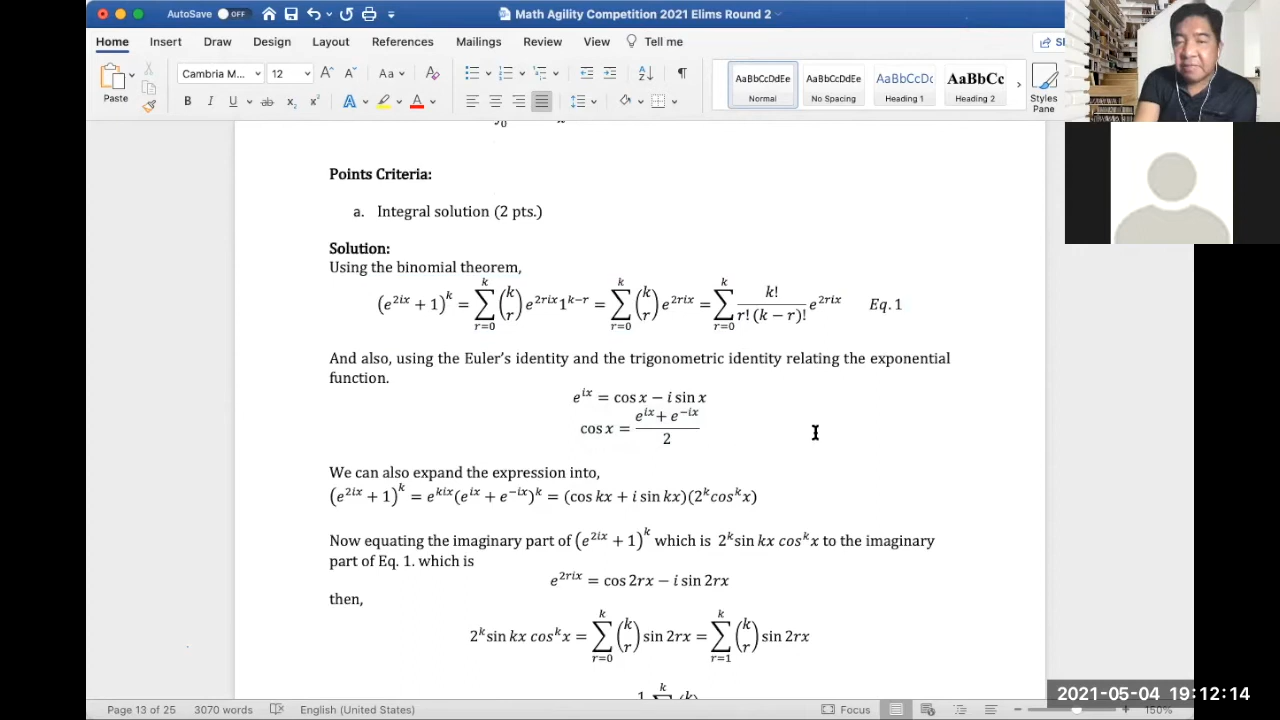 AutoSave OFF Math Agility Competition 2021 Elims Round 2
Home Insert Draw Design Layout References Mailings Review View Tell me
Paste Cambria M... 12 A A Aa A AaBbCcDdEe AaBbCcDdEe AaBbCcDc AaBbCc Styles Pane
B I U ab x₂ x² A A Normal No Spacing Heading 1 Heading 2
Points Criteria:
a. Integral solution (2 pts.)
Solution:
Using the binomial theorem,
(e^{2ix} + 1)^k = ∑_{r=0}^{k} (k r) e^{2rix} 1^{k−r} = ∑_{r=0}^{k} (k r) e^{2rix} = ∑_{r=0}^{k} k! / r! (k − r)! e^{2rix} Eq. 1
And also, using the Euler's identity and the trigonometric identity relating the exponential
function.
e^{ix} = cos x − i sin x
cos x = (e^{ix} + e^{−ix}) / 2
We can also expand the expression into,
(e^{2ix} + 1)^k = e^{kix}(e^{ix} + e^{−ix})^k = (cos kx + i sin kx)(2^k cos^k x)
Now equating the imaginary part of (e^{2ix} + 1)^k which is 2^k sin kx cos^k x to the imaginary
part of Eq. 1. which is
e^{2rix} = cos 2rx − i sin 2rx
then,
2^k sin kx cos^k x = ∑_{r=0}^{k} (k r) sin 2rx = ∑_{r=1}^{k} (k r) sin 2rx
Page 13 of 25 3070 words English (United States) Focus 150%
2021-05-04 19:12:14